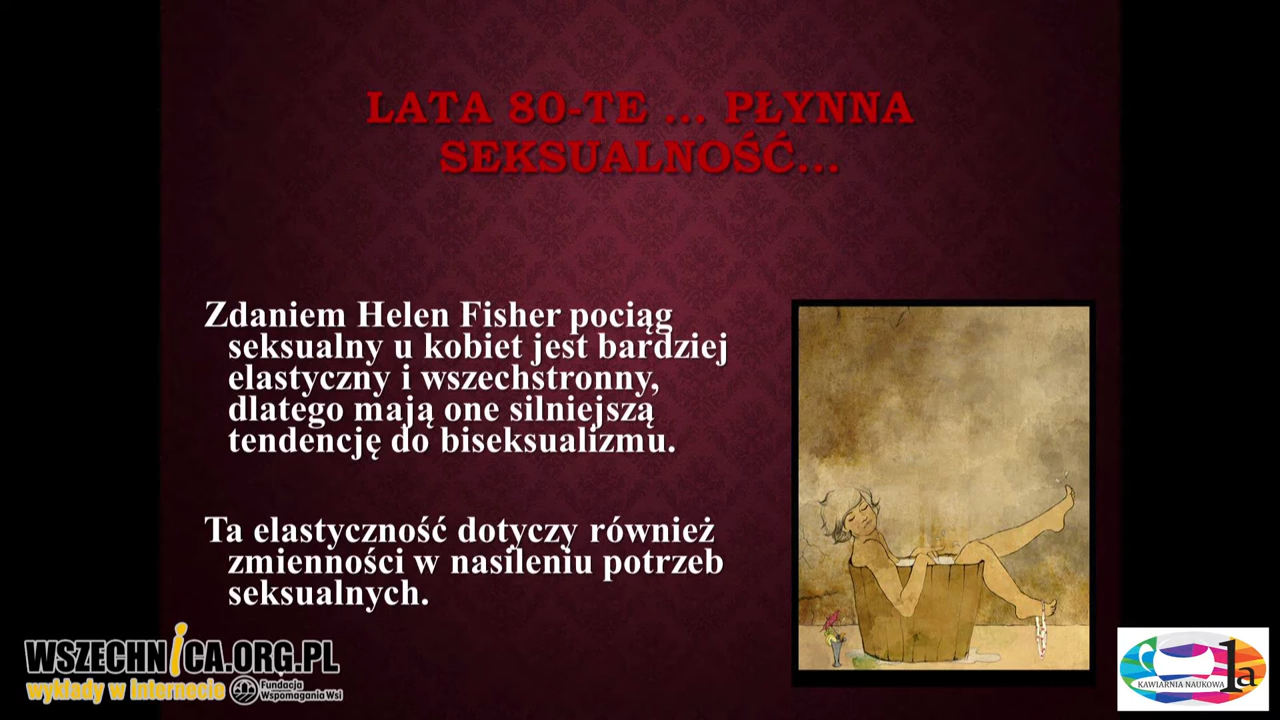 LATA 80-TE ... PŁYNNA
SEKSUALNOŚĆ...
Zdaniem Helen Fisher pociąg
seksualny u kobiet jest bardziej
elastyczny i wszechstronny,
dlatego mają one silniejszą
tendencję do biseksualizmu.
Ta elastyczność dotyczy również
zmienności w nasileniu potrzeb
seksualnych.
WSZECHNICA.ORG.PL
wykłady w internecie
Fundacja
Wspomagania Wsi
KAWIARNIA NAUKOWA 1a